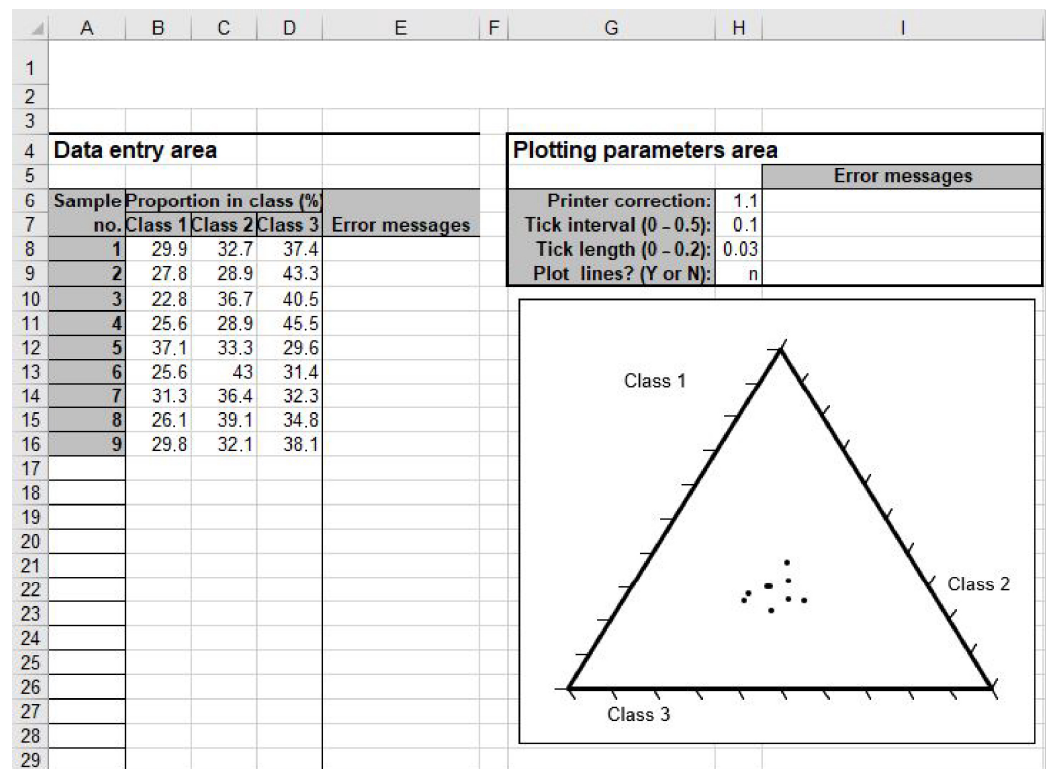 A B C D E F G H I
1
2
3
4 Data entry area Plotting parameters area
5 Error messages
6 Sample Proportion in class (%) Printer correction: 1.1
7 no. Class 1 Class 2 Class 3 Error messages Tick interval (0 – 0.5): 0.1
8 1 29.9 32.7 37.4 Tick length (0 – 0.2): 0.03
9 2 27.8 28.9 43.3 Plot lines? (Y or N): n
10 3 22.8 36.7 40.5
11 4 25.6 28.9 45.5
12 5 37.1 33.3 29.6
13 6 25.6 43 31.4
14 7 31.3 36.4 32.3
15 8 26.1 39.1 34.8
16 9 29.8 32.1 38.1
17
18
19
20
21
22
23
24
25
26
27
28
29
Class 1
Class 2
Class 3